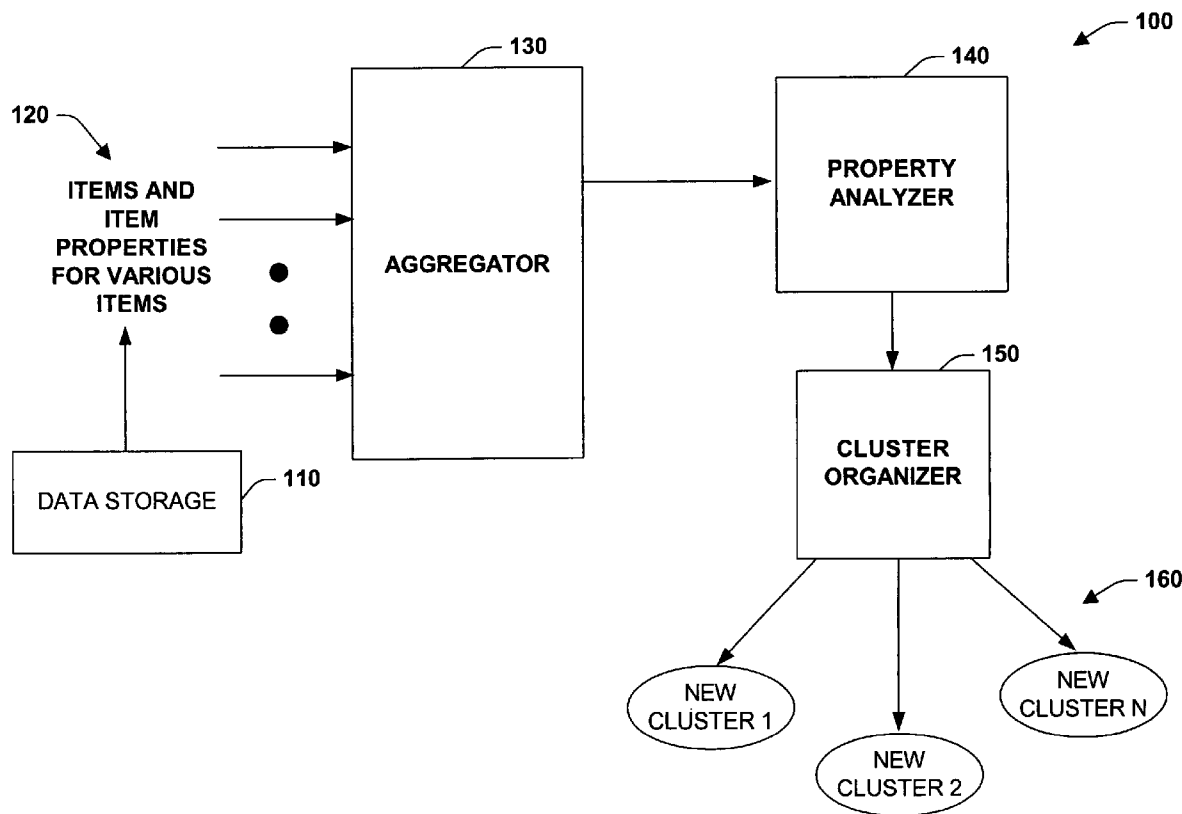 100
130
140
120
ITEMS AND
ITEM
PROPERTIES
FOR VARIOUS
ITEMS
AGGREGATOR
PROPERTY
ANALYZER
150
CLUSTER
ORGANIZER
110
DATA STORAGE
160
NEW
CLUSTER 1
NEW
CLUSTER 2
NEW
CLUSTER N